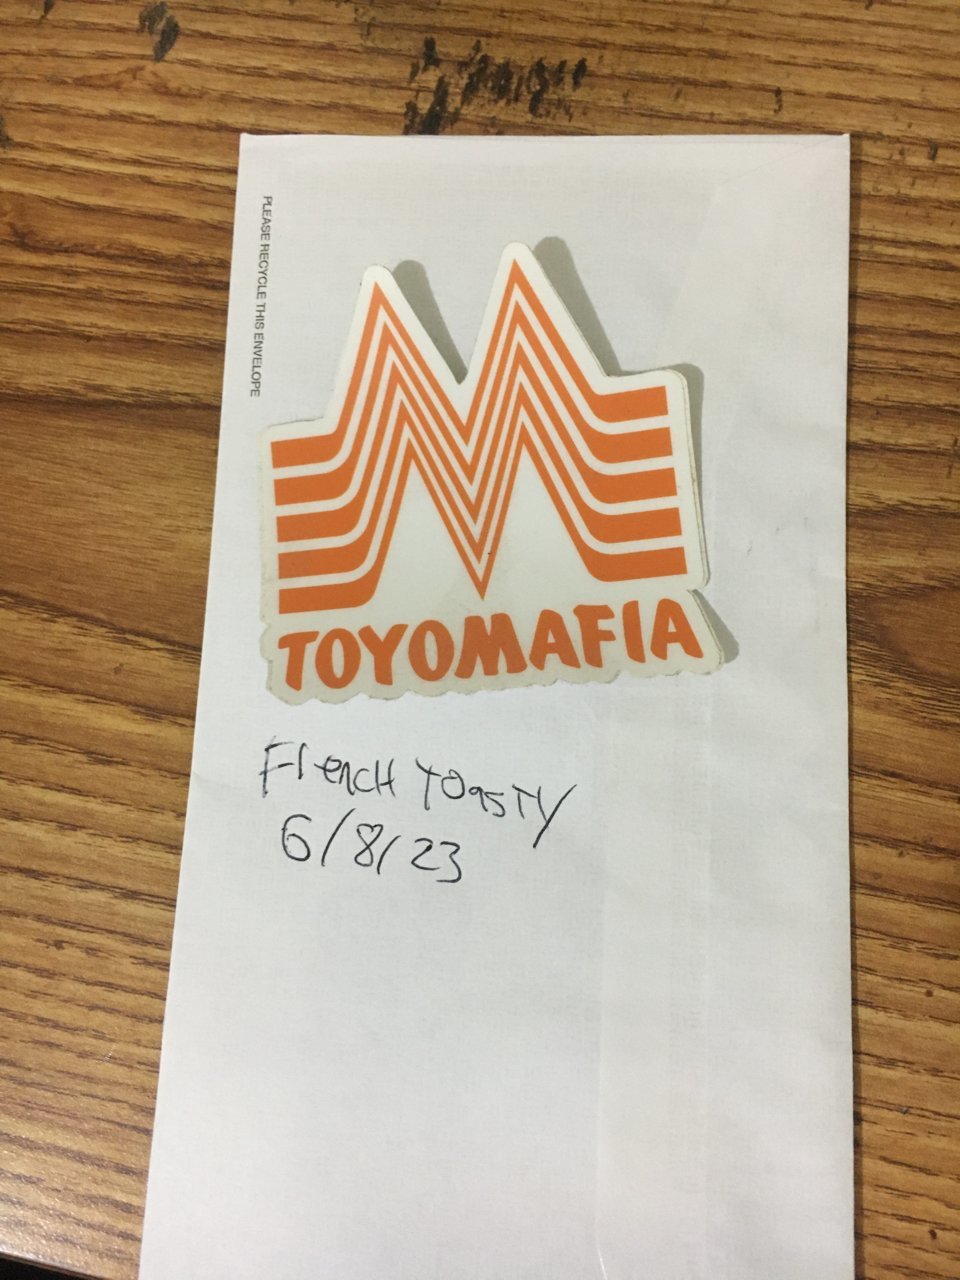 PLEASE RECYCLE THIS ENVELOPE
TOYOMAFIA
FrencH TOasTY
6/8/23